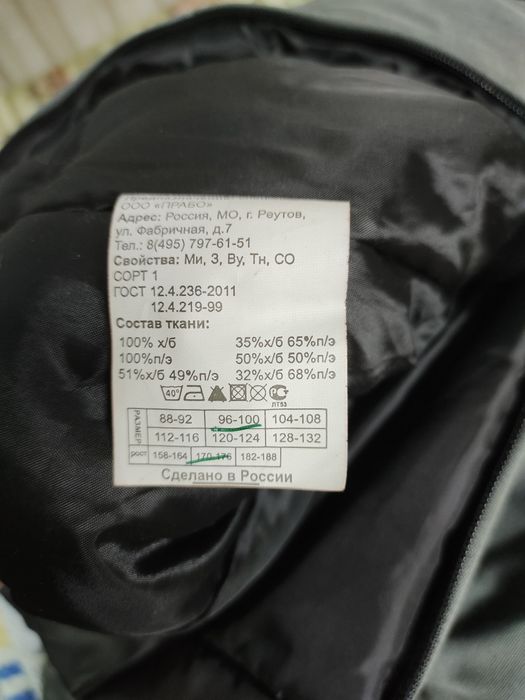 ООО «ПРАБО»
Адрес: Россия, МО, г. Реутов,
ул. Фабричная, д.7
Тел.: 8(495) 797-61-51
Свойства: Ми, З, Ву, Тн, СО
СОРТ 1
ГОСТ 12.4.236-2011
12.4.219-99
Состав ткани:
100% х/б 35%х/б 65%п/э
100%п/э 50%х/б 50%п/э
51%х/б 49%п/э 32%х/б 68%п/э
40°
ЛТ53
РАЗМЕР
88-92 96-100 104-108
112-116 120-124 128-132
рост 158-164 170-176 182-188
Сделано в России